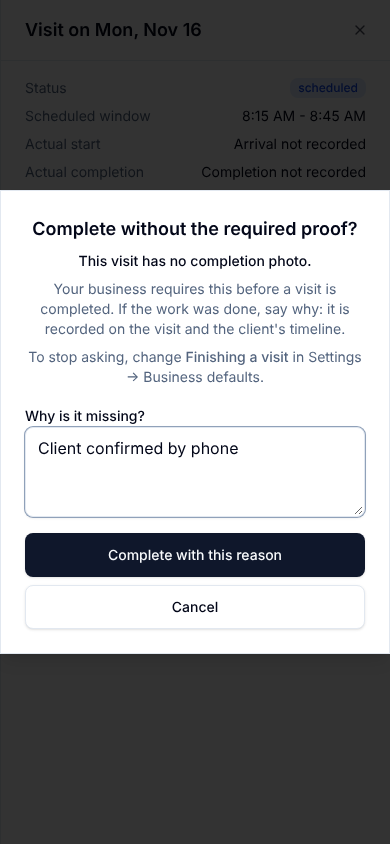 Visit on Mon, Nov 16
Status scheduled
Scheduled window 8:15 AM - 8:45 AM
Actual start Arrival not recorded
Actual completion Completion not recorded
Complete without the required proof?
This visit has no completion photo.
Your business requires this before a visit is
completed. If the work was done, say why: it is
recorded on the visit and the client's timeline.
To stop asking, change Finishing a visit in Settings
→ Business defaults.
Why is it missing?
Client confirmed by phone
Complete with this reason
Cancel